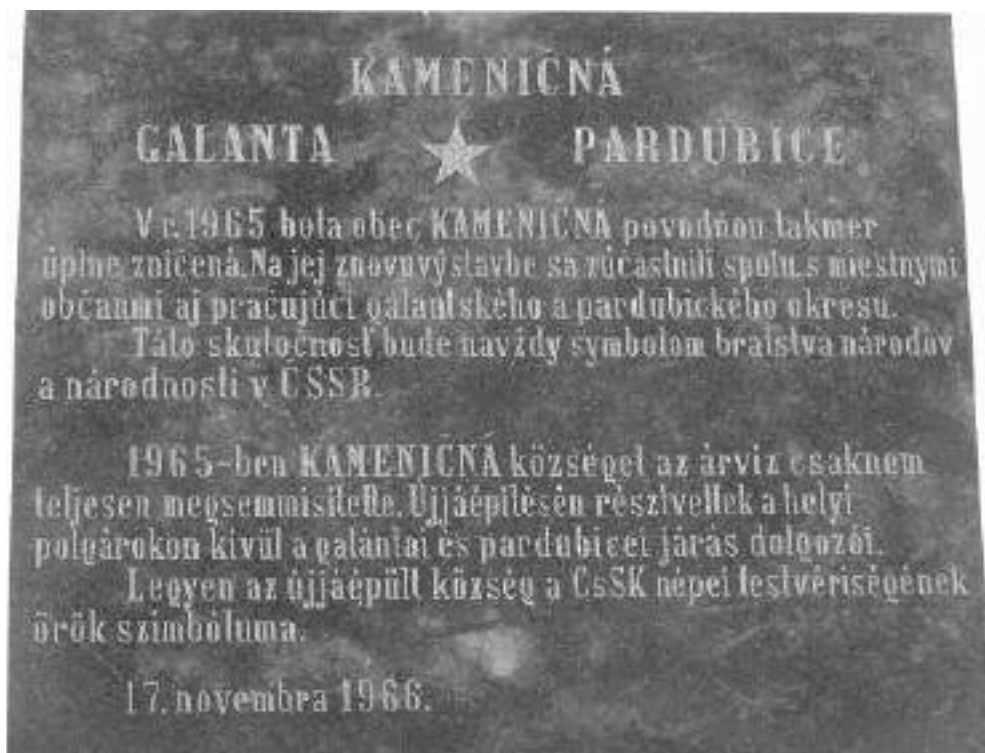 KAMENIČNÁ
GALANTA ★ PARDUBICE
V r. 1965 bola obec KAMENIČNÁ povodňou takmer
úplne zničená. Na jej znovuvýstavbe sa zúčastnili spolu s miestnymi
občanmi aj pracujúci galantského a pardubického okresu.
Táto skutočnosť bude navždy symbolom bratstva národov
a národností v ČSSR.
1965-ben KAMENIČNÁ községet az árvíz csaknem
teljesen megsemmisítette. Újjáépítésén résztvettek a helyi
polgárokon kívül a galántai és pardubicei járás dolgozói.
Legyen az újjáépült község a CsSK népei testvériségének
örök szimbóluma.
17. novembra 1966.